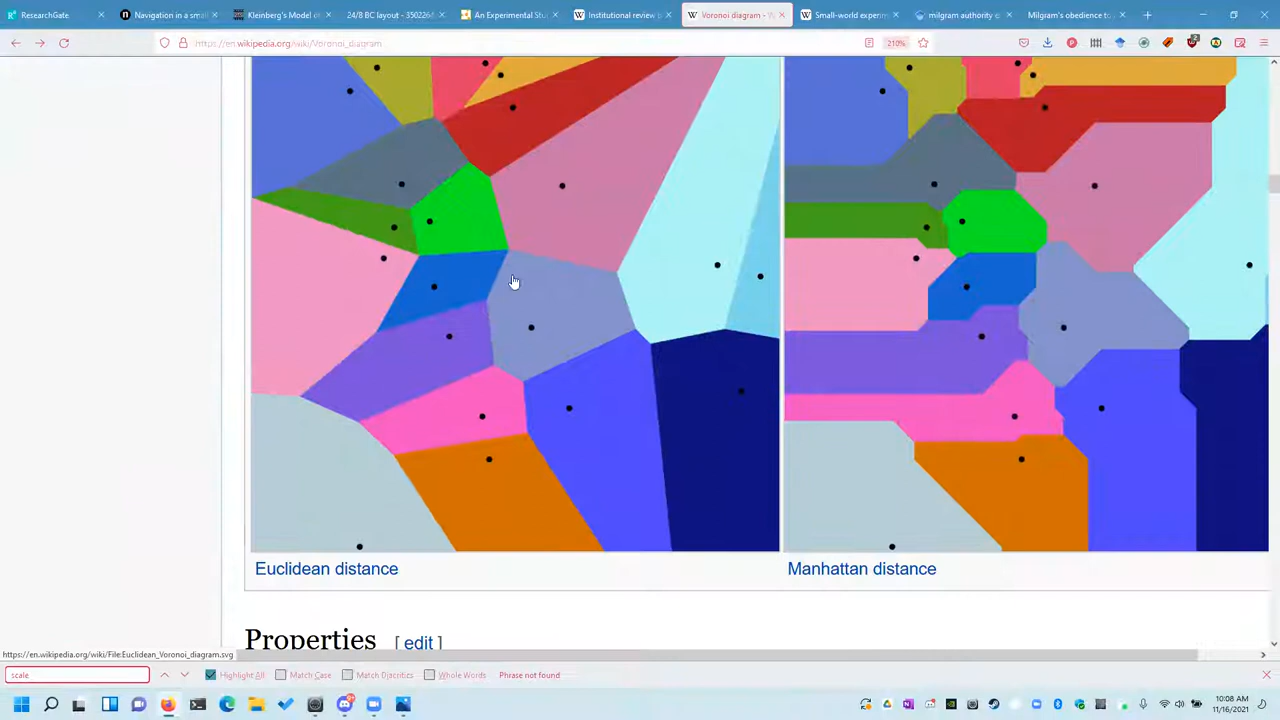 ResearchGate
Navigation in a small
Kleinberg's Model
24/8 BC layout - 3502264
An Experimental Stu
Institutional review
Voronoi diagram -
Small-world experim
milgram authority
Milgram's obedience to
https://en.wikipedia.org/wiki/Voronoi_diagram
210%
Euclidean distance
Manhattan distance
Properties [ edit ]
https://en.wikipedia.org/wiki/File:Euclidean_Voronoi_diagram.svg
scale
Highlight All
Match Case
Match Diacritics
Whole Words
Phrase not found
10:08 AM
11/16/2021